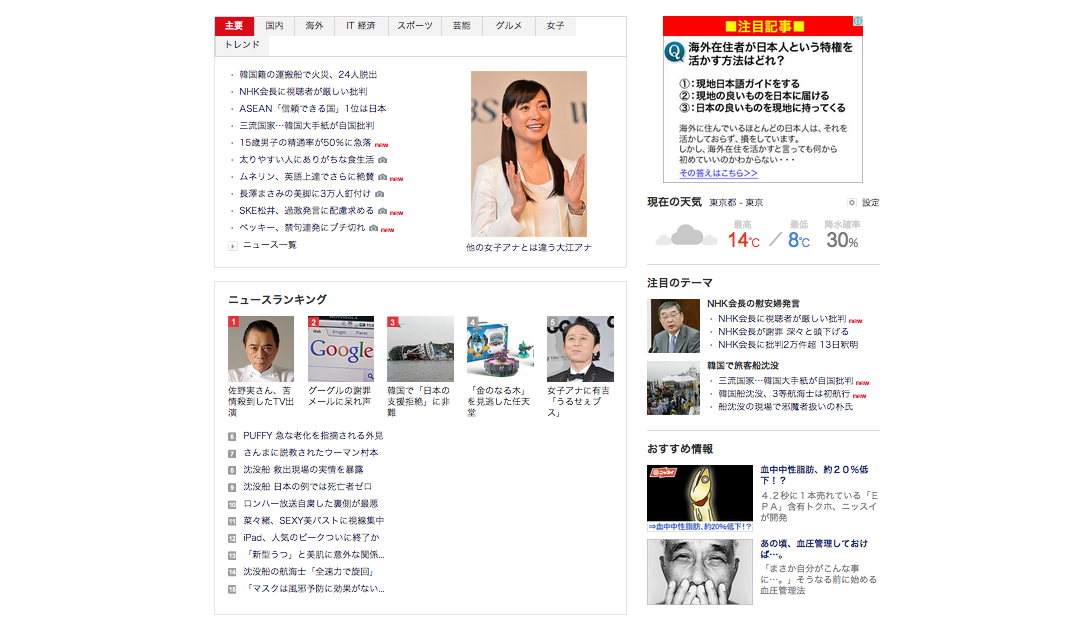 主要
国内
海外
IT 経済
スポーツ
芸能
グルメ
女子
トレンド
・ 韓国籍の運搬船で火災、24人脱出
・ NHK会長に視聴者が厳しい批判
・ ASEAN「信頼できる国」1位は日本
・ 三流国家…韓国大手紙が自国批判
・ 15歳男子の精通率が50%に急落 new
・ 太りやすい人にありがちな食生活
・ ムネリン、英語上達でさらに絶賛 new
・ 長澤まさみの美脚に3万人釘付け
・ SKE松井、過激発言に配慮求める new
・ ベッキー、禁句連発にブチ切れ new
ニュース一覧
他の女子アナとは違う大江アナ
ニュースランキング
1
2
3
4
5
Google
佐野実さん、苦
情殺到したTV出
演
グーグルの謝罪
メールに呆れ声
韓国で「日本の
支援拒絶」に非
難
「金のなる木」
を見逃した任天
堂
女子アナに有吉
「うるせぇブ
ス」
6 PUFFY 急な老化を指摘される外見
7 さんまに説教されたウーマン村本
8 沈没船 救出現場の実情を暴露
9 沈没船 日本の例では死亡者ゼロ
10 ロンハー放送自粛した裏側が最悪
11 菜々緒、SEXY美バストに視線集中
12 iPad、人気のピークついに終了か
13 「新型うつ」と美肌に意外な関係...
14 沈没船の航海士「全速力で旋回」
15 「マスクは風邪予防に効果がない...
■注目記事■
Q 海外在住者が日本人という特権を
活かす方法はどれ?
①：現地日本語ガイドをする
②：現地の良いものを日本に届ける
③：日本の良いものを現地に持ってくる
海外に住んでいるほとんどの日本人は、それを
活かしておらず、損をしています。
しかし、海外在住を活かすと言っても何から
初めていいのかわからない・・・
その答えはこちら>>
現在の天気 東京都 - 東京 設定
最高 最低 降水確率
14℃ ／ 8℃ 30%
注目のテーマ
NHK会長の慰安婦発言
・ NHK会長に視聴者が厳しい批判 new
・ NHK会長が謝罪 深々と頭下げる
・ NHK会長に批判2万件超 13日釈明
韓国で旅客船沈没
・ 三流国家…韓国大手紙が自国批判 new
・ 韓国船沈没、3等航海士は初航行 new
・ 船沈没の現場で邪魔者扱いの朴氏
おすすめ情報
ニッスイ
⇒血中中性脂肪、約20%低下!?
血中中性脂肪、約２０%低
下！？
４.２秒に１本売れている「Ｅ
ＰＡ」含有トクホ、ニッスイ
が開発
あの頃、血圧管理しておけ
ば…。
「まさか自分がこんな事
に…。」そうなる前に始める
血圧管理法